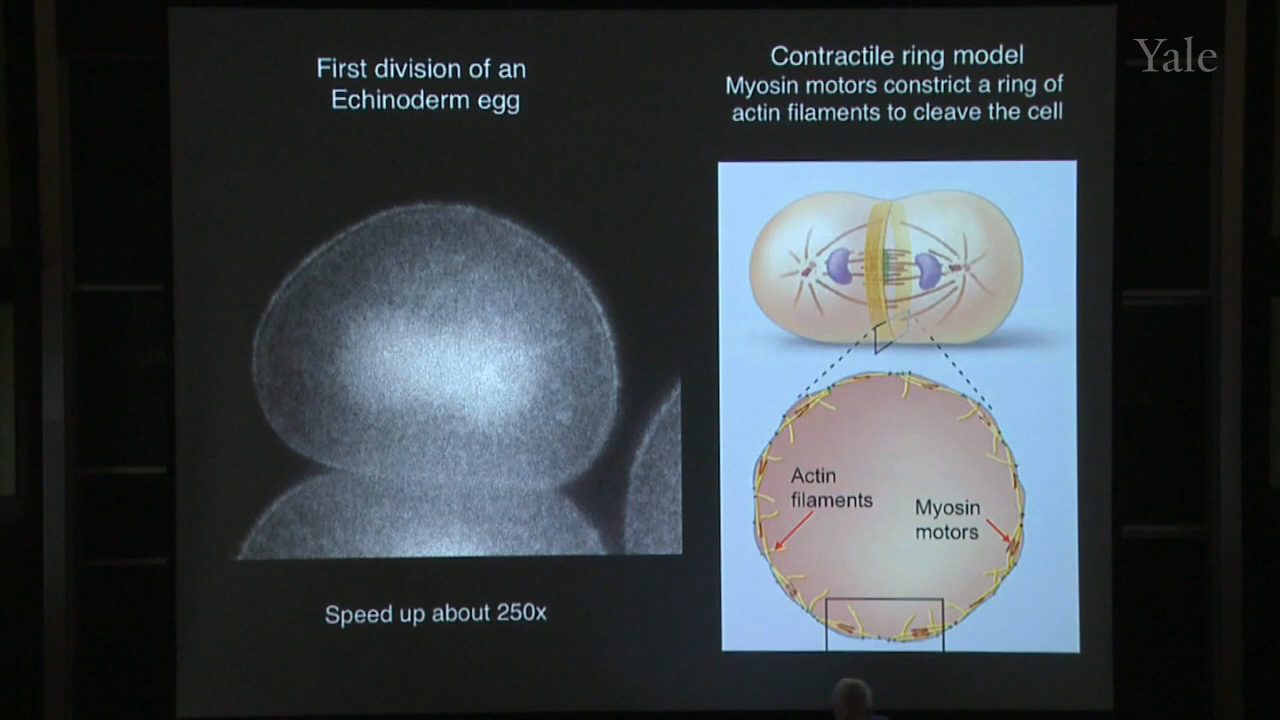 First division of an
Echinoderm egg
Speed up about 250x
Contractile ring model
Myosin motors constrict a ring of
actin filaments to cleave the cell
Actin
filaments
Myosin
motors
Yale